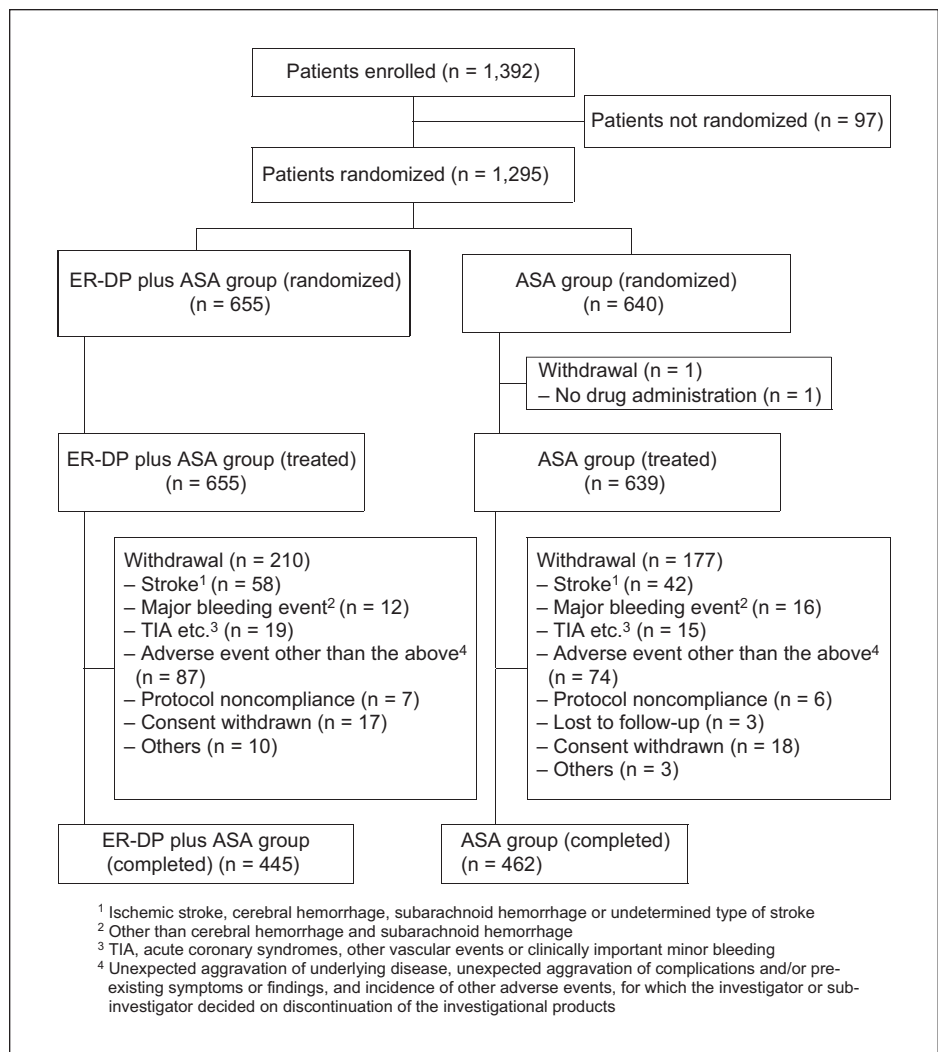 Patients enrolled (n = 1,392)
Patients not randomized (n = 97)
Patients randomized (n = 1,295)
ER-DP plus ASA group (randomized)
(n = 655)
ASA group (randomized)
(n = 640)
Withdrawal (n = 1)
– No drug administration (n = 1)
ER-DP plus ASA group (treated)
(n = 655)
ASA group (treated)
(n = 639)
Withdrawal (n = 210)
– Stroke¹ (n = 58)
– Major bleeding event² (n = 12)
– TIA etc.³ (n = 19)
– Adverse event other than the above⁴
(n = 87)
– Protocol noncompliance (n = 7)
– Consent withdrawn (n = 17)
– Others (n = 10)
Withdrawal (n = 177)
– Stroke¹ (n = 42)
– Major bleeding event² (n = 16)
– TIA etc.³ (n = 15)
– Adverse event other than the above⁴
(n = 74)
– Protocol noncompliance (n = 6)
– Lost to follow-up (n = 3)
– Consent withdrawn (n = 18)
– Others (n = 3)
ER-DP plus ASA group
(completed) (n = 445)
ASA group (completed)
(n = 462)
¹ Ischemic stroke, cerebral hemorrhage, subarachnoid hemorrhage or undetermined type of stroke
² Other than cerebral hemorrhage and subarachnoid hemorrhage
³ TIA, acute coronary syndromes, other vascular events or clinically important minor bleeding
⁴ Unexpected aggravation of underlying disease, unexpected aggravation of complications and/or pre-
existing symptoms or findings, and incidence of other adverse events, for which the investigator or sub-
investigator decided on discontinuation of the investigational products